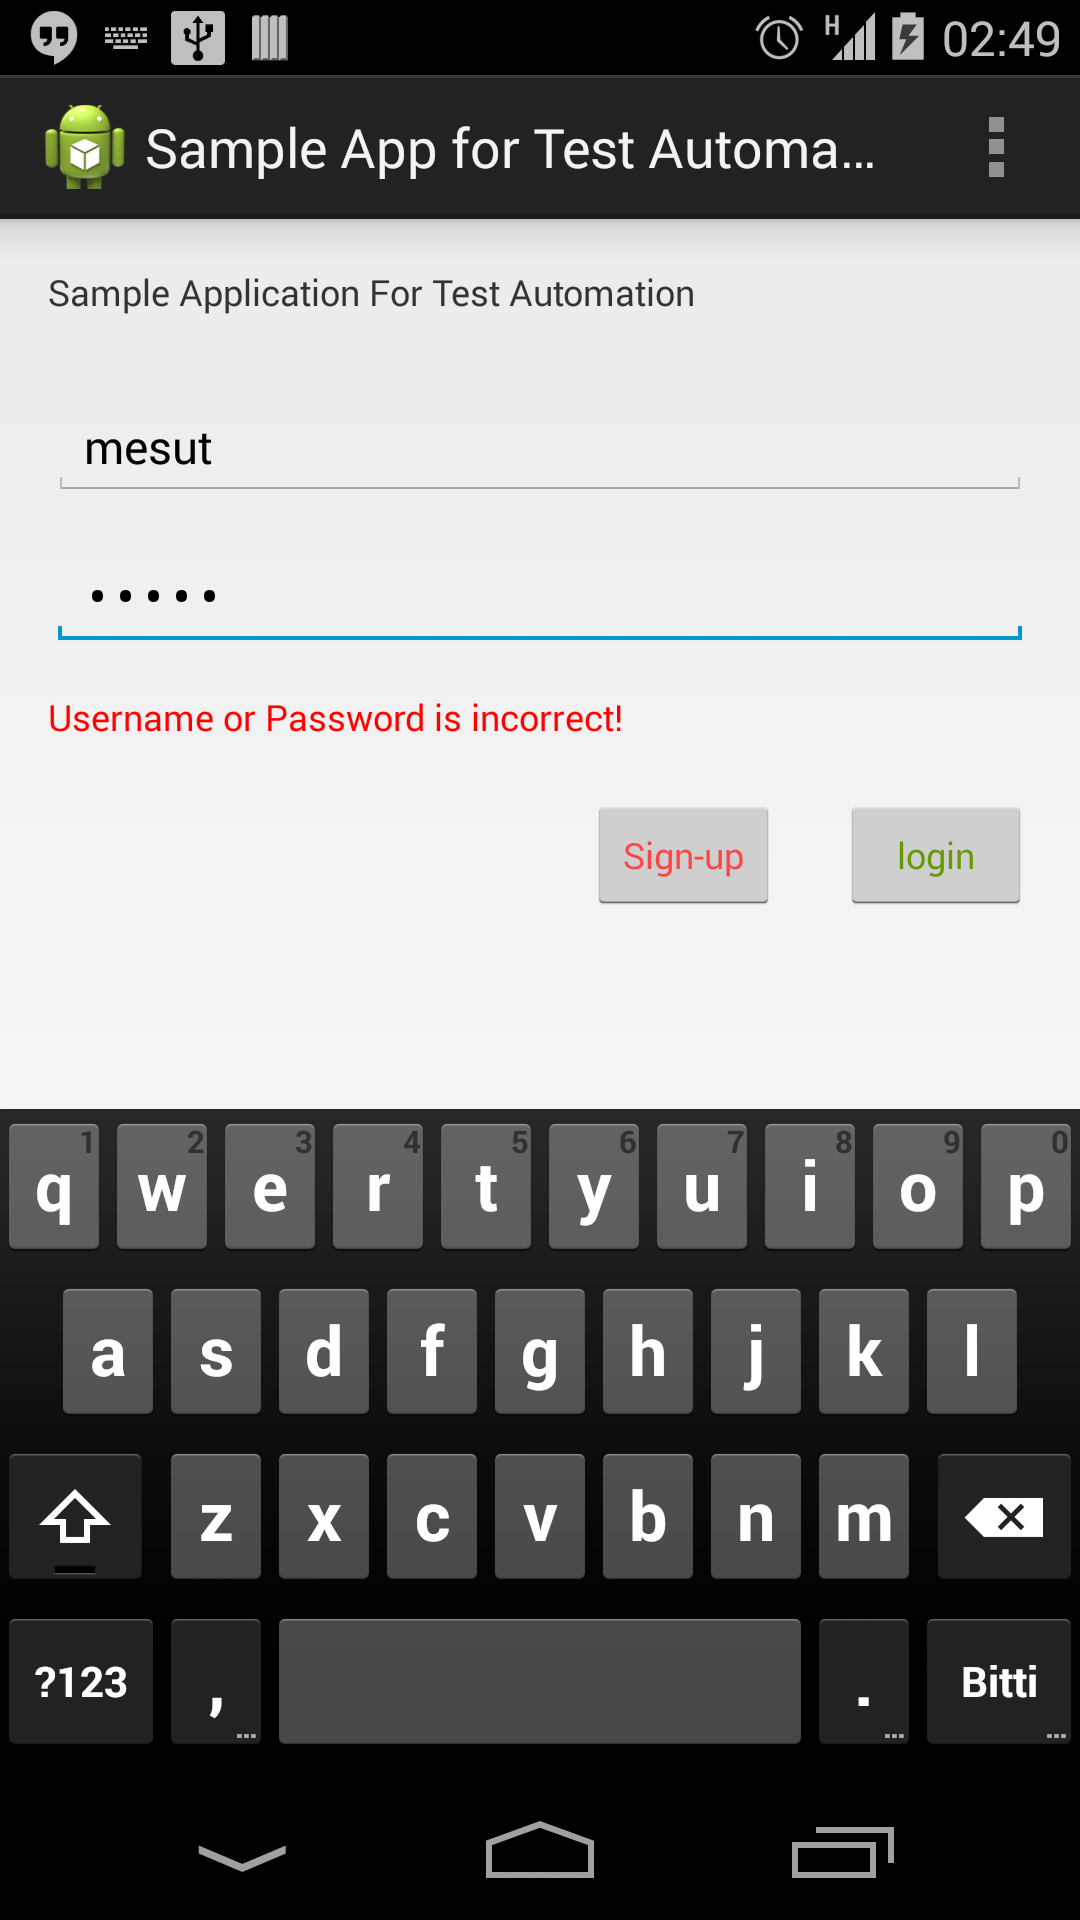 H 02:49
Sample App for Test Automa...
Sample Application For Test Automation
mesut
•••••
Username or Password is incorrect!
Sign-up login
1 2 3 4 5 6 7 8 9 0
q w e r t y u i o p
a s d f g h j k l
z x c v b n m
?123 , . Bitti